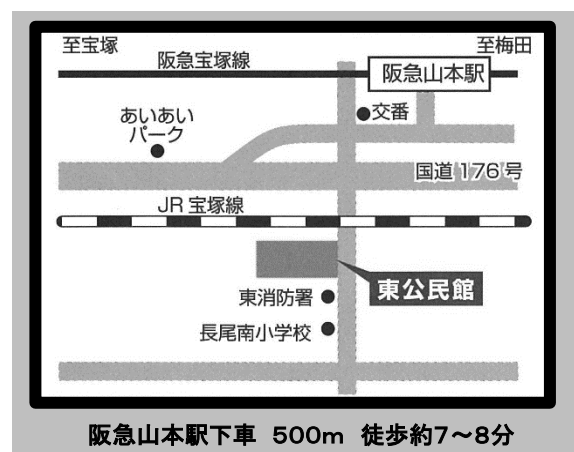 至宝塚
至梅田
阪急宝塚線
阪急山本駅
交番
あいあい
パーク
国道176号
JR宝塚線
東公民館
東消防署
長尾南小学校
阪急山本駅下車 500m 徒歩約7～8分